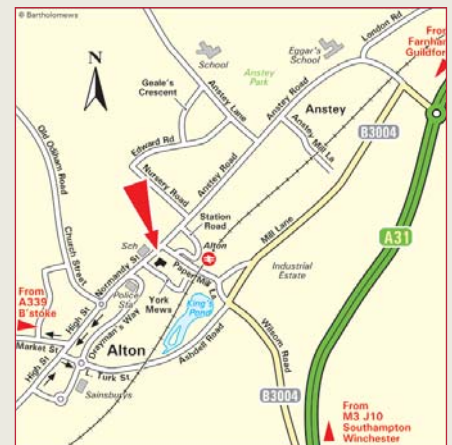 © Bartholomews
London Rd
From
Farnham
Guildford
N
School
Eggar's
School
Anstey
Park
Geale's
Crescent
Anstey Lane
Anstey Road
Anstey
B3004
Old Odiham Road
Edward Rd
Anstey Mill La
Nursery Road
Anstey Road
Station
Road
Mill Lane
A31
Church Street
Sch
Alton
Normandy St
Paper Mill La
Industrial
Estate
From
A339
B'stoke
Police
Sta
York
Mews
King's
Pond
High St
Drayman's Way
Market St
Alton
Ashdell Road
Wilsom Road
High St
L. Turk St
Sainsburys
B3004
From
M3 J10
Southampton
Winchester